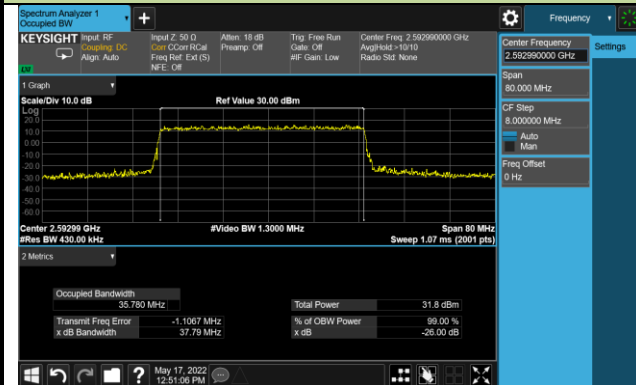 Spectrum Analyzer 1
Occupied BW
+
Frequency
KEYSIGHT
Input: RF
Coupling: DC
Align: Auto
Input Z: 50 Ω
Corr CCorr RCal
Freq Ref: Ext (S)
NFE: Off
Atten: 18 dB
Preamp: Off
Trig: Free Run
Gate: Off
#IF Gain: Low
Center Freq: 2.592990000 GHz
Avg|Hold:>10/10
Radio Std: None
Center Frequency
2.592990000 GHz
Settings
Span
80.000 MHz
CF Step
8.000000 MHz
Auto
Man
Freq Offset
0 Hz
1 Graph
Scale/Div 10.0 dB
Ref Value 30.00 dBm
Log
20.0
10.0
0.00
-10.0
-20.0
-30.0
-40.0
-50.0
-60.0
Center 2.59299 GHz
#Video BW 1.3000 MHz
Span 80 MHz
#Res BW 430.00 kHz
Sweep 1.07 ms (2001 pts)
2 Metrics
Occupied Bandwidth
35.780 MHz
Total Power
31.8 dBm
Transmit Freq Error
-1.1067 MHz
% of OBW Power
99.00 %
x dB Bandwidth
37.79 MHz
x dB
-26.00 dB
?
May 17, 2022
12:51:06 PM